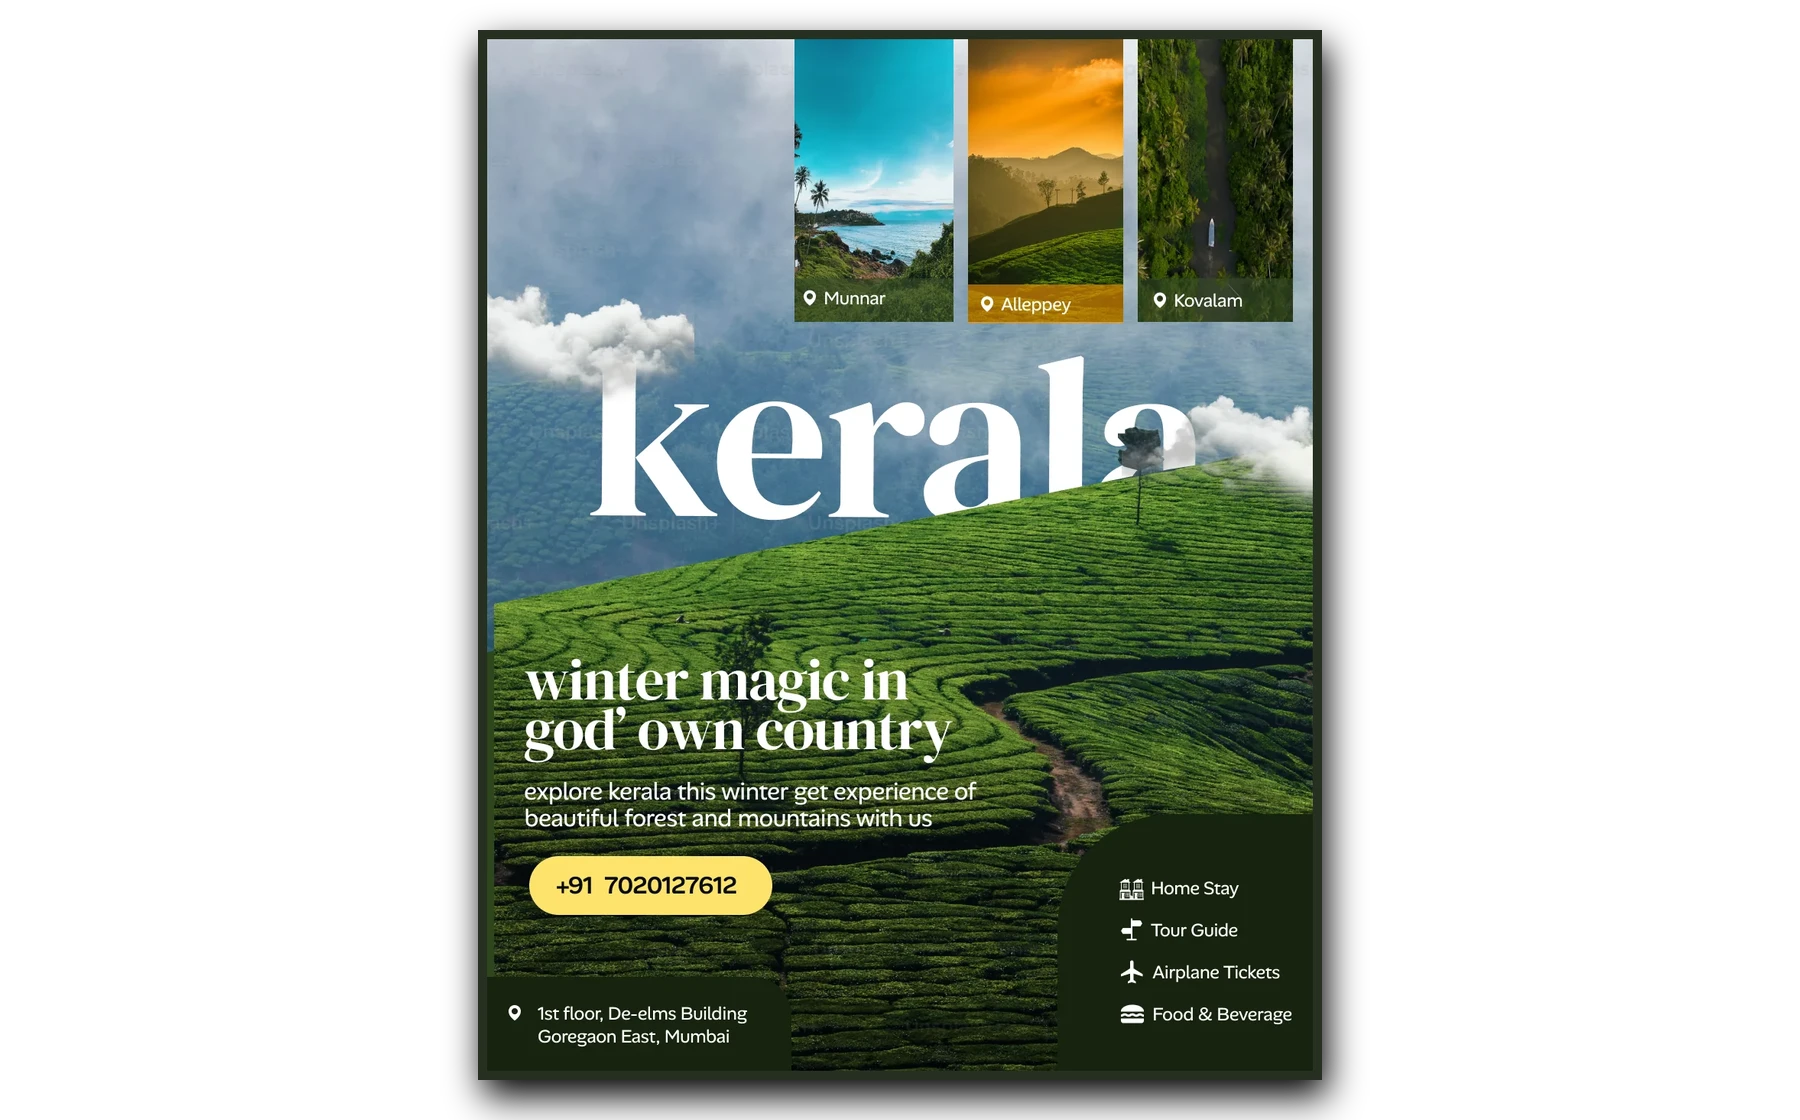 Munnar
Alleppey
Kovalam
kerala
Unsplash+
Unsplash+
winter magic in
god’ own country
explore kerala this winter get experience of
beautiful forest and mountains with us
+91 7020127612
Home Stay
Tour Guide
Airplane Tickets
Food & Beverage
1st floor, De-elms Building
Goregaon East, Mumbai